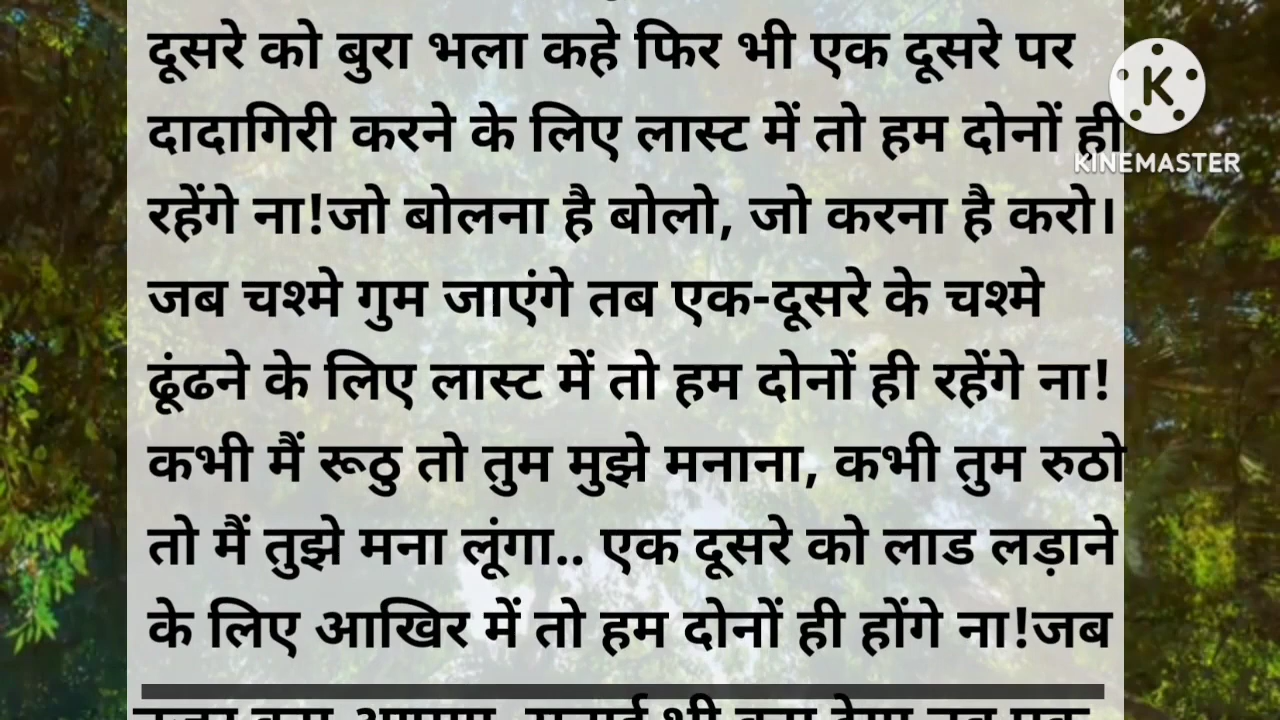 दूसरे को बुरा भला कहे फिर भी एक दूसरे पर
दादागिरी करने के लिए लास्ट में तो हम दोनों ही
रहेंगे ना!जो बोलना है बोलो, जो करना है करो।
जब चश्मे गुम जाएंगे तब एक-दूसरे के चश्मे
ढूंढने के लिए लास्ट में तो हम दोनों ही रहेंगे ना!
कभी मैं रूठु तो तुम मुझे मनाना, कभी तुम रुठो
तो मैं तुझे मना लूंगा.. एक दूसरे को लाड लड़ाने
के लिए आखिर में तो हम दोनों ही होंगे ना!जब
K
KINEMASTER